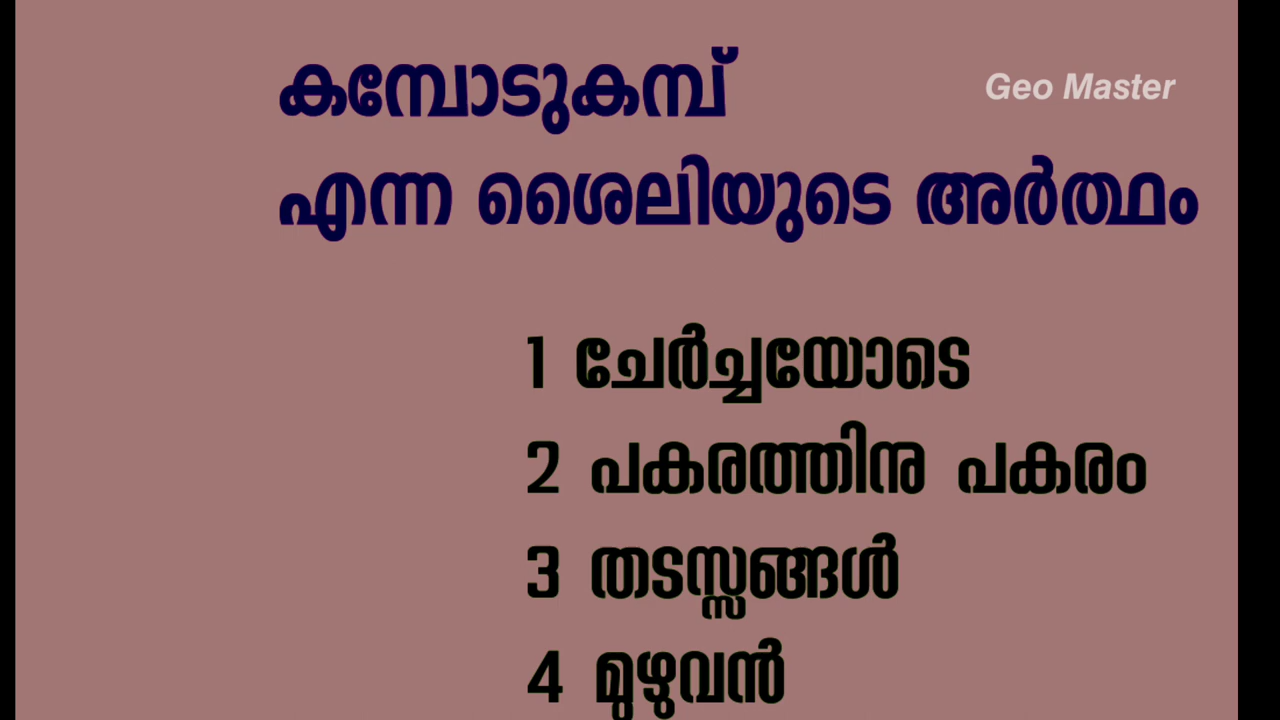 കമ്പോടുകമ്പ്
Geo Master
എന്ന ശൈലിയുടെ അർത്ഥം
1 ചേർച്ചയോടെ
2 പകരത്തിനു പകരം
3 തടസ്സങ്ങൾ
4 മുഴുവൻ